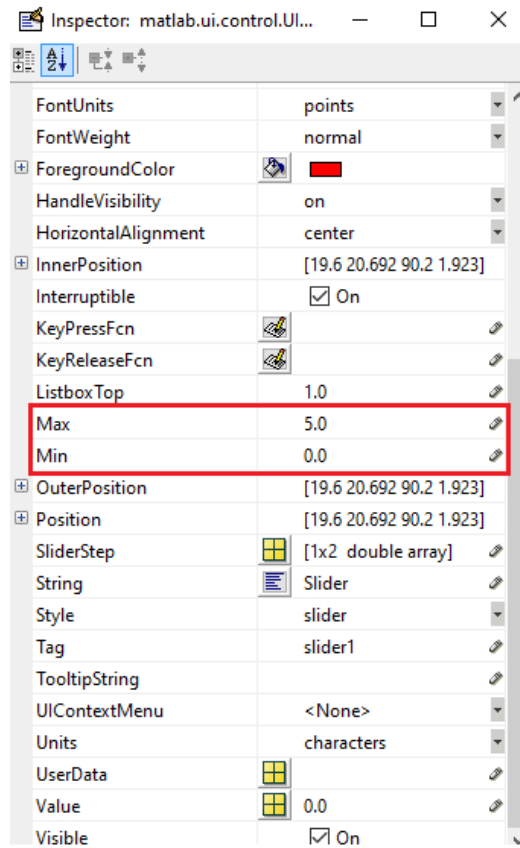 Inspector: matlab.ui.control.UI...
FontUnits points
FontWeight normal
ForegroundColor
HandleVisibility on
HorizontalAlignment center
InnerPosition [19.6 20.692 90.2 1.923]
Interruptible On
KeyPressFcn
KeyReleaseFcn
ListboxTop 1.0
Max 5.0
Min 0.0
OuterPosition [19.6 20.692 90.2 1.923]
Position [19.6 20.692 90.2 1.923]
SliderStep [1x2 double array]
String Slider
Style slider
Tag slider1
TooltipString
UIContextMenu <None>
Units characters
UserData
Value 0.0
Visible On